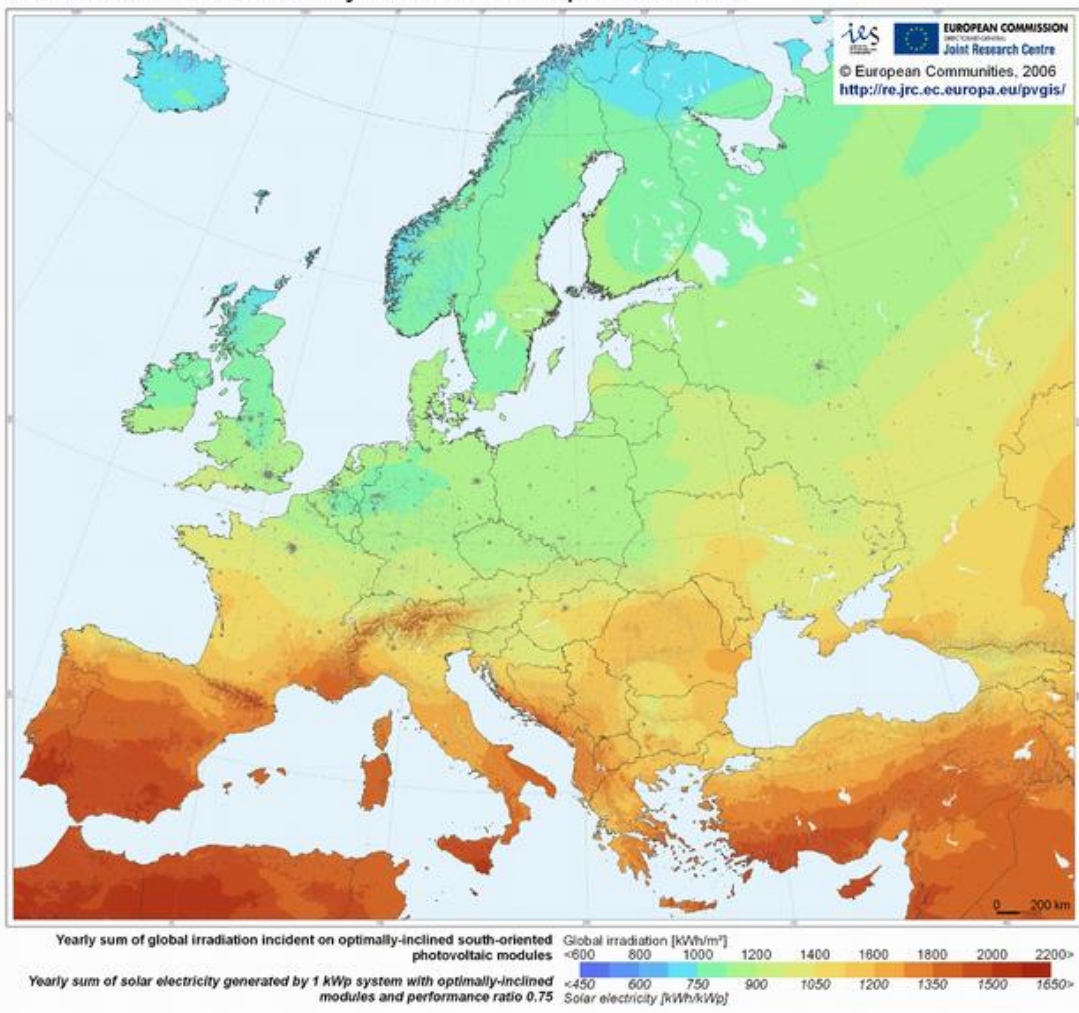 ies
EUROPEAN COMMISSION
DIRECTORATE-GENERAL
Joint Research Centre
© European Communities, 2006
http://re.jrc.ec.europa.eu/pvgis/
0 200 km
Yearly sum of global irradiation incident on optimally-inclined south-oriented
photovoltaic modules
Yearly sum of solar electricity generated by 1 kWp system with optimally-inclined
modules and performance ratio 0.75
Global irradiation [kWh/m²]
<600 800 1000 1200 1400 1600 1800 2000 2200>
<450 600 750 900 1050 1200 1350 1500 1650>
Solar electricity [kWh/kWp]